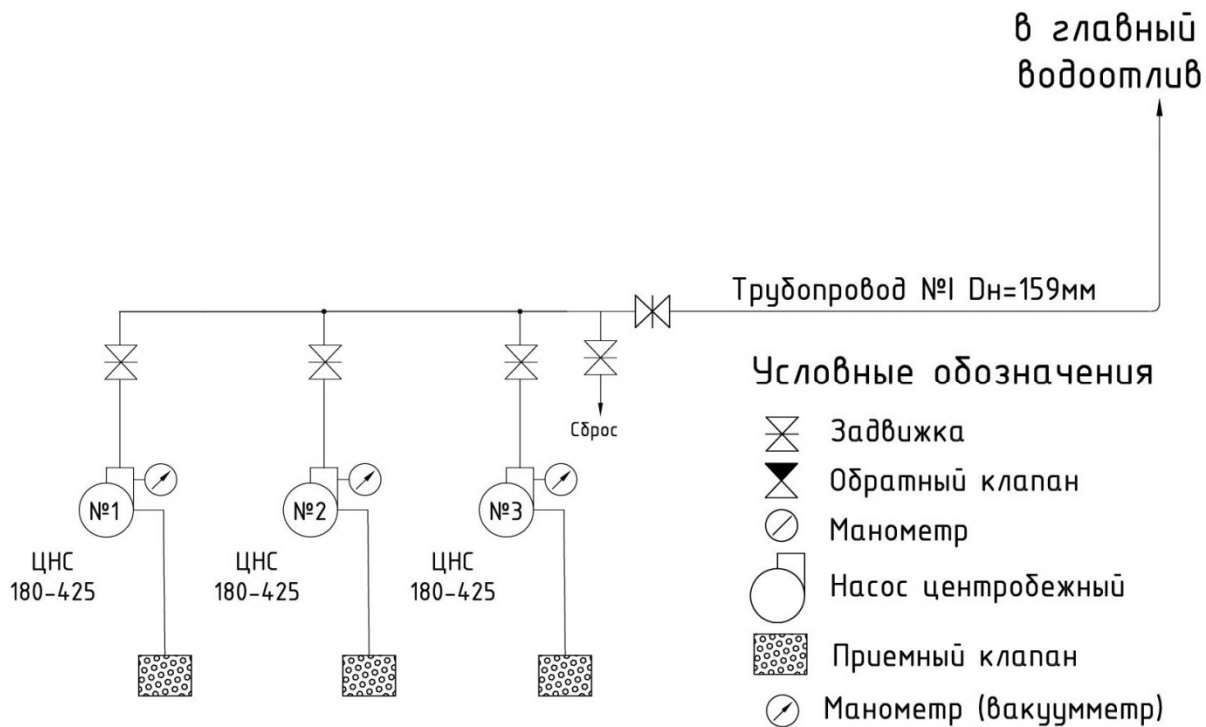 в главный
водоотлив
Трубопровод №I Dн=159мм
Сброс
№1
№2
№3
ЦНС
180-425
ЦНС
180-425
ЦНС
180-425
Условные обозначения
Задвижка
Обратный клапан
Манометр
Насос центробежный
Приемный клапан
Манометр (вакуумметр)